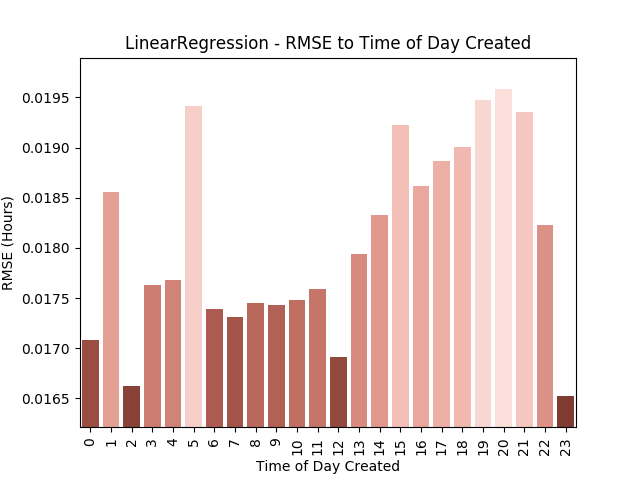 LinearRegression - RMSE to Time of Day Created
0.0195
0.0190
0.0185
0.0180
0.0175
0.0170
0.0165
RMSE (Hours)
0 1 2 3 4 5 6 7 8 9 10 11 12 13 14 15 16 17 18 19 20 21 22 23
Time of Day Created